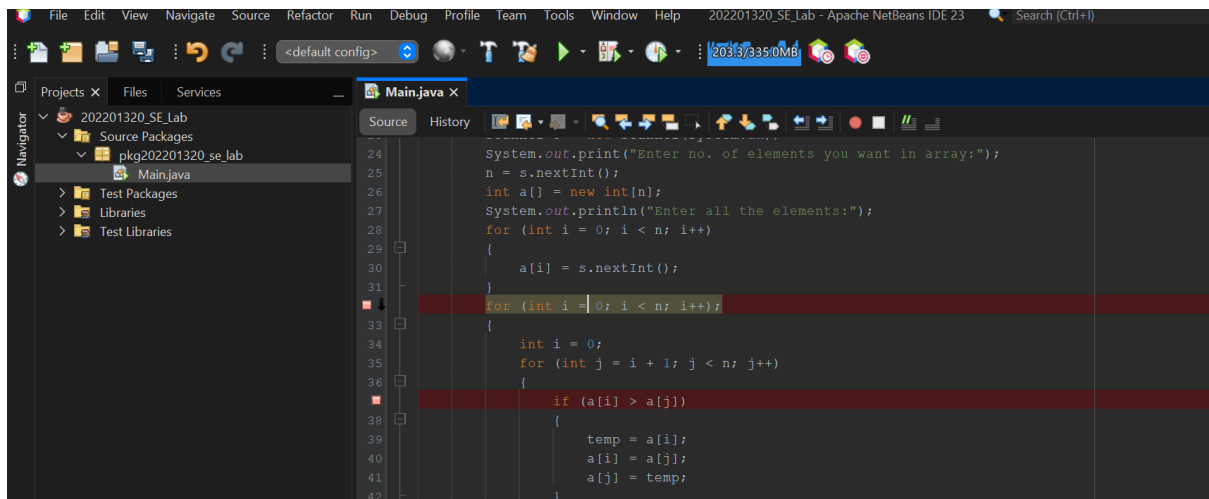 File Edit View Navigate Source Refactor Run Debug Profile Team Tools Window Help 202201320_SE_Lab - Apache NetBeans IDE 23 Search (Ctrl+I)
<default config> 203.3/335.0MB
Projects Files Services
Main.java
Navigator
202201320_SE_Lab
Source Packages
pkg202201320_se_lab
Main.java
Test Packages
Libraries
Test Libraries
Source History
24 System.out.print("Enter no. of elements you want in array:");
25 n = s.nextInt();
26 int a[] = new int[n];
27 System.out.println("Enter all the elements:");
28 for (int i = 0; i < n; i++)
29 {
30 a[i] = s.nextInt();
31 }
for (int i = 0; i < n; i++);
33 {
34 int i = 0;
35 for (int j = i + 1; j < n; j++)
36 {
if (a[i] > a[j])
38 {
39 temp = a[i];
40 a[i] = a[j];
41 a[j] = temp;
42 }